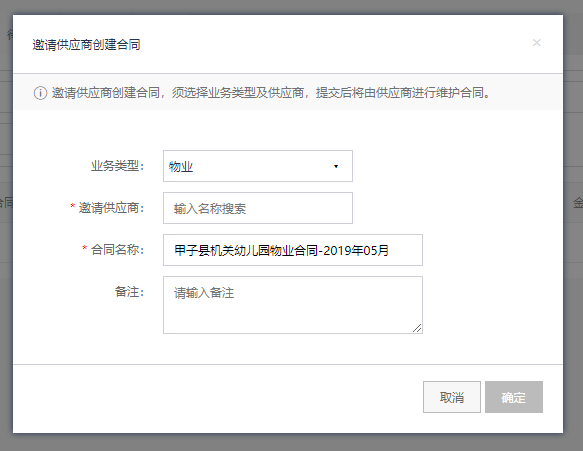 邀请供应商创建合同
×
邀请供应商创建合同，须选择业务类型及供应商，提交后将由供应商进行维护合同。
业务类型： 物业
* 邀请供应商： 输入名称搜索
* 合同名称： 甲子县机关幼儿园物业合同-2019年05月
备注： 请输入备注
取消 确定
合同
金